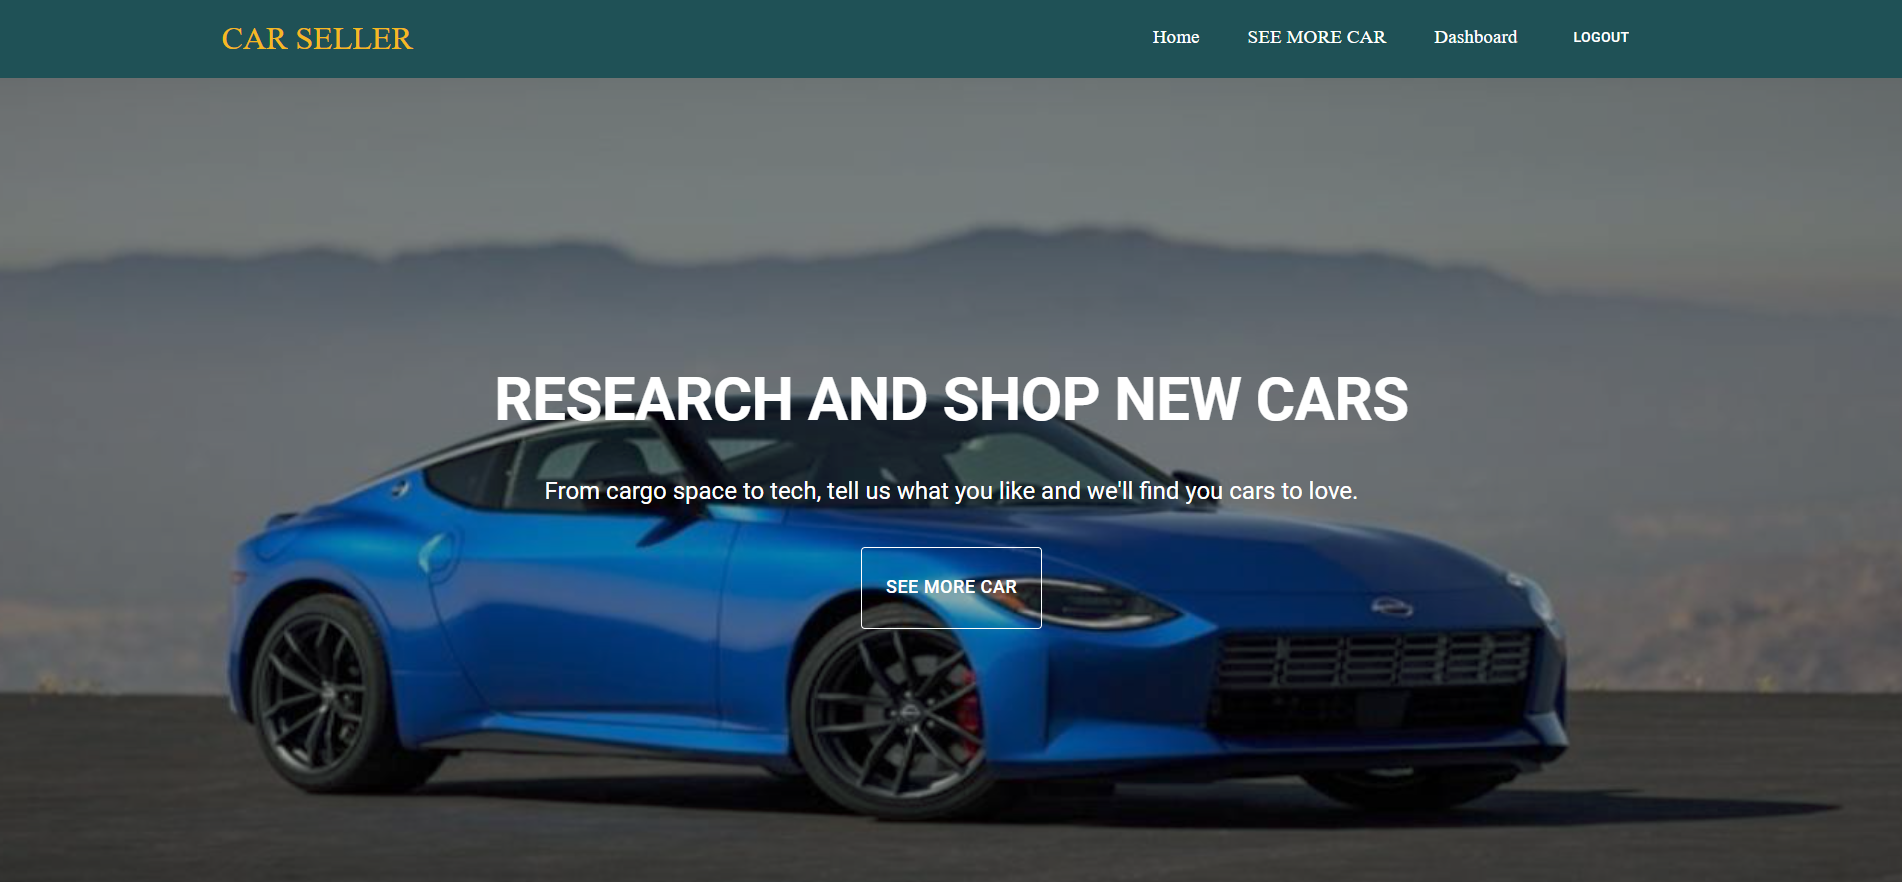 CAR SELLER
Home SEE MORE CAR Dashboard LOGOUT
RESEARCH AND SHOP NEW CARS
From cargo space to tech, tell us what you like and we'll find you cars to love.
SEE MORE CAR